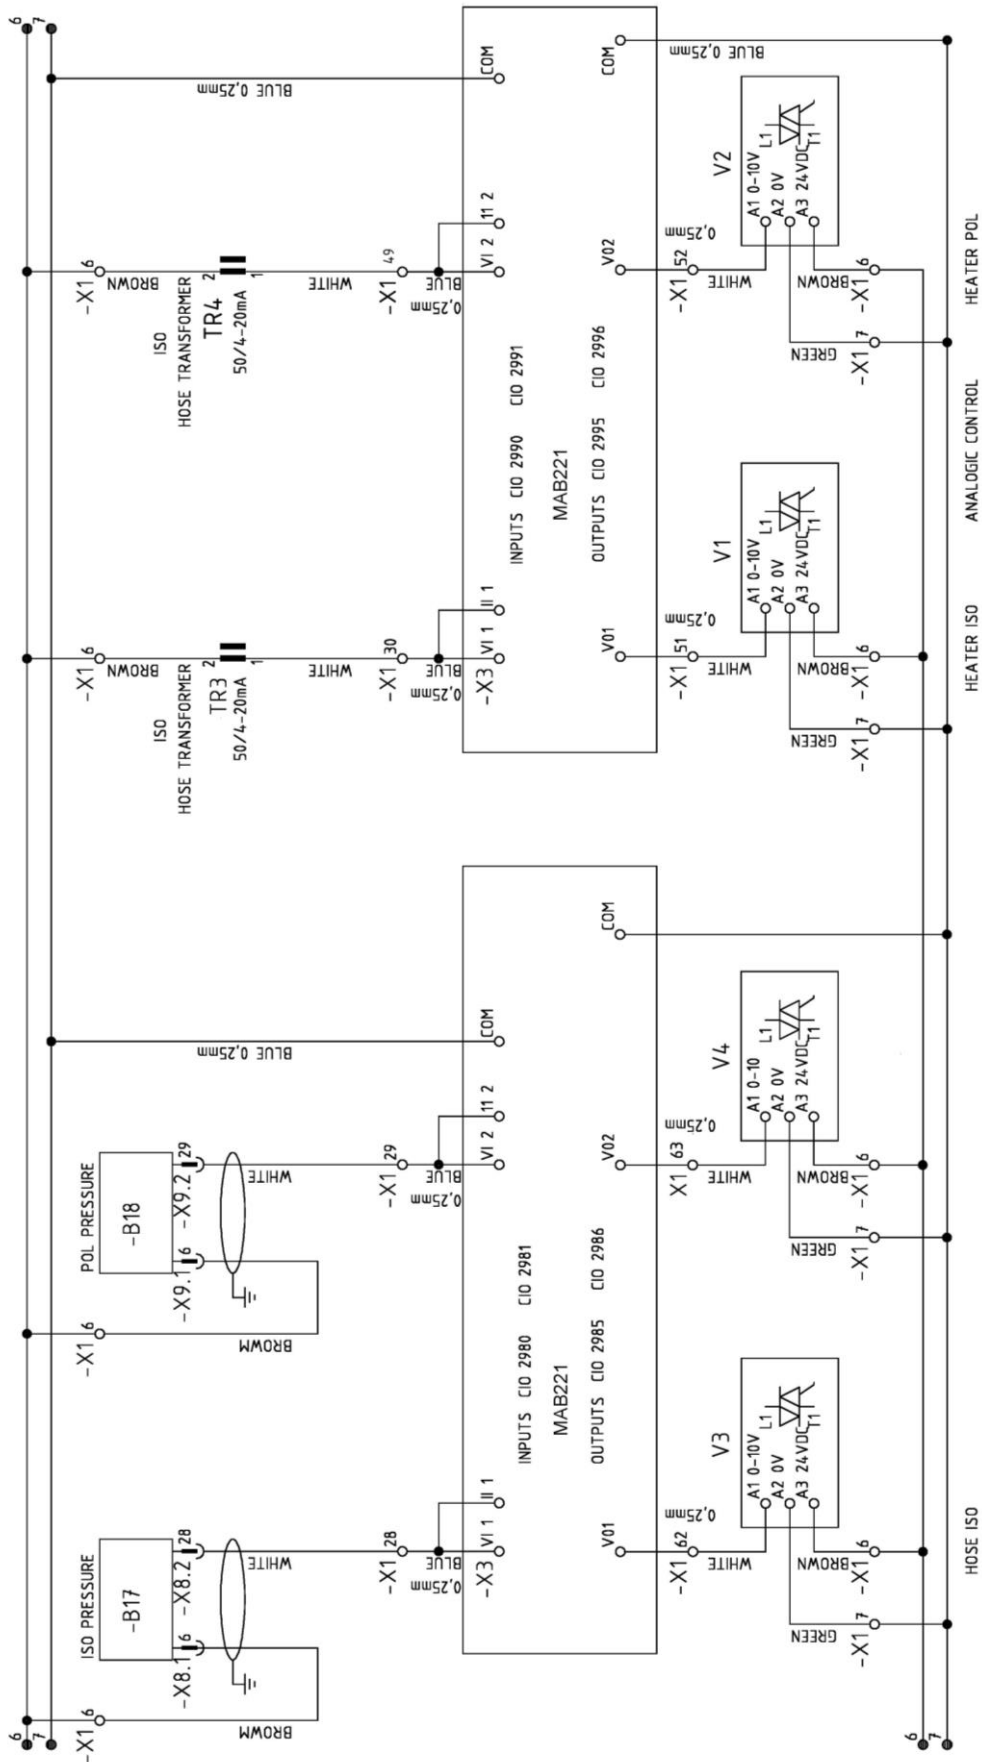 6
7
-X1 6
BROWM
ISO PRESSURE
-B17
-X8.1 6
-X8.2 28
WHITE
-X1 28
BLUE
0,25mm
-X1 6
BROWM
POL PRESSURE
-B18
-X9.1 6
-X9.2 29
WHITE
-X1 29
BLUE
0,25mm
BLUE 0,25mm
ISO
HOSE TRANSFORMER
TR3
50/4-20mA
-X1 6
BROWN
2
1
WHITE
-X1 30
BLUE
0,25mm
ISO
HOSE TRANSFORMER
TR4
50/4-20mA
-X1 6
BROWN
2
1
WHITE
-X1 49
BLUE
0,25mm
BLUE 0,25mm
6
7
-X3 VI 1 II 1
VI 2 11 2
COM
INPUTS CIO 2980 CIO 2981
MAB221
OUTPUTS CIO 2985 CIO 2986
V01
V02
COM
-X3 VI 1 II 1
VI 2 11 2
COM
INPUTS CIO 2990 CIO 2991
MAB221
OUTPUTS CIO 2995 CIO 2996
V01
V02
COM
-X1 62
0,25mm
WHITE
V3
A1 0-10V
A2 0V
A3 24VDC
L1
T1
GREEN
BROWN
-X1 7
-X1 6
X1 63
0,25mm
WHITE
V4
A1 0-10
A2 0V
A3 24VDC
L1
T1
GREEN
BROWN
-X1 7
-X1 6
-X1 51
0,25mm
WHITE
V1
A1 0-10V
A2 0V
A3 24VDC
L1
T1
GREEN
BROWN
-X1 7
-X1 6
-X1 52
0,25mm
WHITE
V2
A1 0-10V
A2 0V
A3 24VDC
L1
T1
GREEN
BROWN
-X1 7
-X1 6
BLUE 0,25mm
6
7
HOSE ISO
HEATER ISO
ANALOGIC CONTROL
HEATER POL